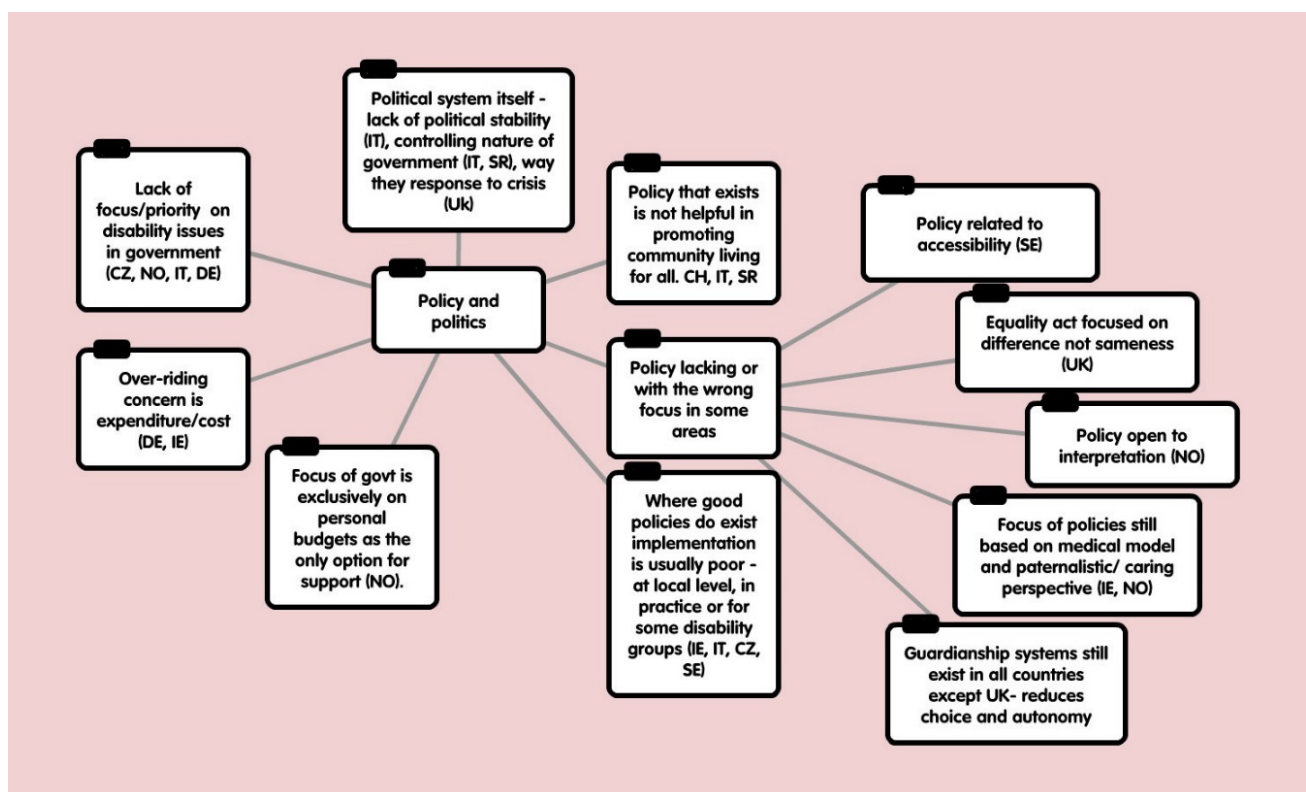 Political system itself -
lack of political stability
(IT), controlling nature of
government (IT, SR), way
they response to crisis
(Uk)
Lack of
focus/priority on
disability issues
in government
(CZ, NO, IT, DE)
Policy that exists
is not helpful in
promoting
community living
for all. CH, IT, SR
Policy related to
accessibility (SE)
Policy and
politics
Equality act focused on
difference not sameness
(UK)
Over-riding
concern is
expenditure/cost
(DE, IE)
Policy lacking or
with the wrong
focus in some
areas
Policy open to
interpretation (NO)
Focus of govt is
exclusively on
personal
budgets as the
only option for
support (NO).
Where good
policies do exist
implementation
is usually poor -
at local level, in
practice or for
some disability
groups (IE, IT, CZ,
SE)
Focus of policies still
based on medical model
and paternalistic/ caring
perspective (IE, NO)
Guardianship systems still
exist in all countries
except UK- reduces
choice and autonomy